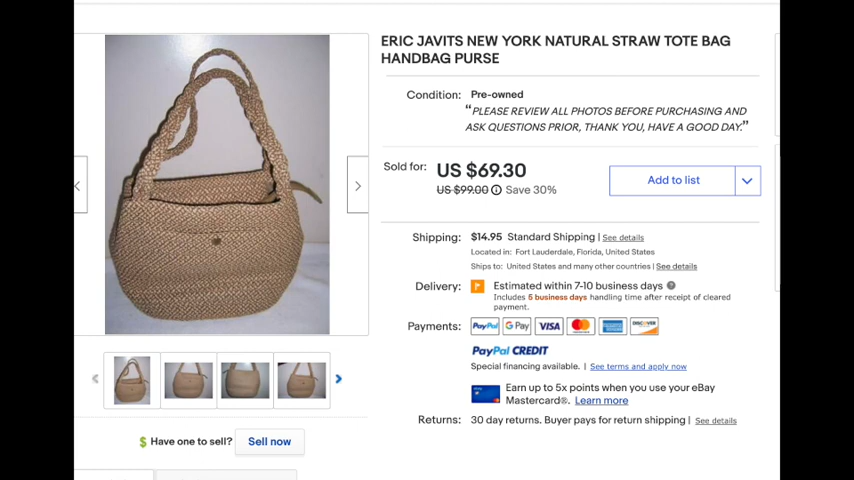 ERIC JAVITS NEW YORK NATURAL STRAW TOTE BAG
HANDBAG PURSE
Condition: Pre-owned
“PLEASE REVIEW ALL PHOTOS BEFORE PURCHASING AND
ASK QUESTIONS PRIOR, THANK YOU, HAVE A GOOD DAY.”
Sold for: US $69.30
US $99.00 Save 30%
Add to list
Shipping: $14.95 Standard Shipping | See details
Located in: Fort Lauderdale, Florida, United States
Ships to: United States and many other countries | See details
Delivery: Estimated within 7-10 business days
Includes 5 business days handling time after receipt of cleared
payment.
Payments: PayPal G Pay VISA DISCOVER
PayPal CREDIT
Special financing available. | See terms and apply now
Earn up to 5x points when you use your eBay
Mastercard®. Learn more
Returns: 30 day returns. Buyer pays for return shipping | See details
$ Have one to sell? Sell now